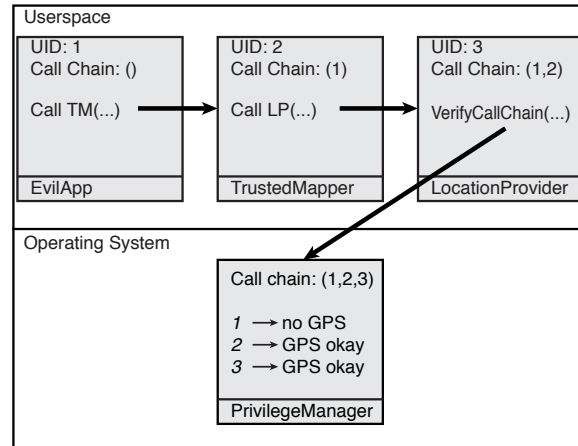 Userspace
UID: 1
Call Chain: ()
Call TM(...)
EvilApp
UID: 2
Call Chain: (1)
Call LP(...)
TrustedMapper
UID: 3
Call Chain: (1,2)
VerifyCallChain(...)
LocationProvider
Operating System
Call chain: (1,2,3)
1 → no GPS
2 → GPS okay
3 → GPS okay
PrivilegeManager